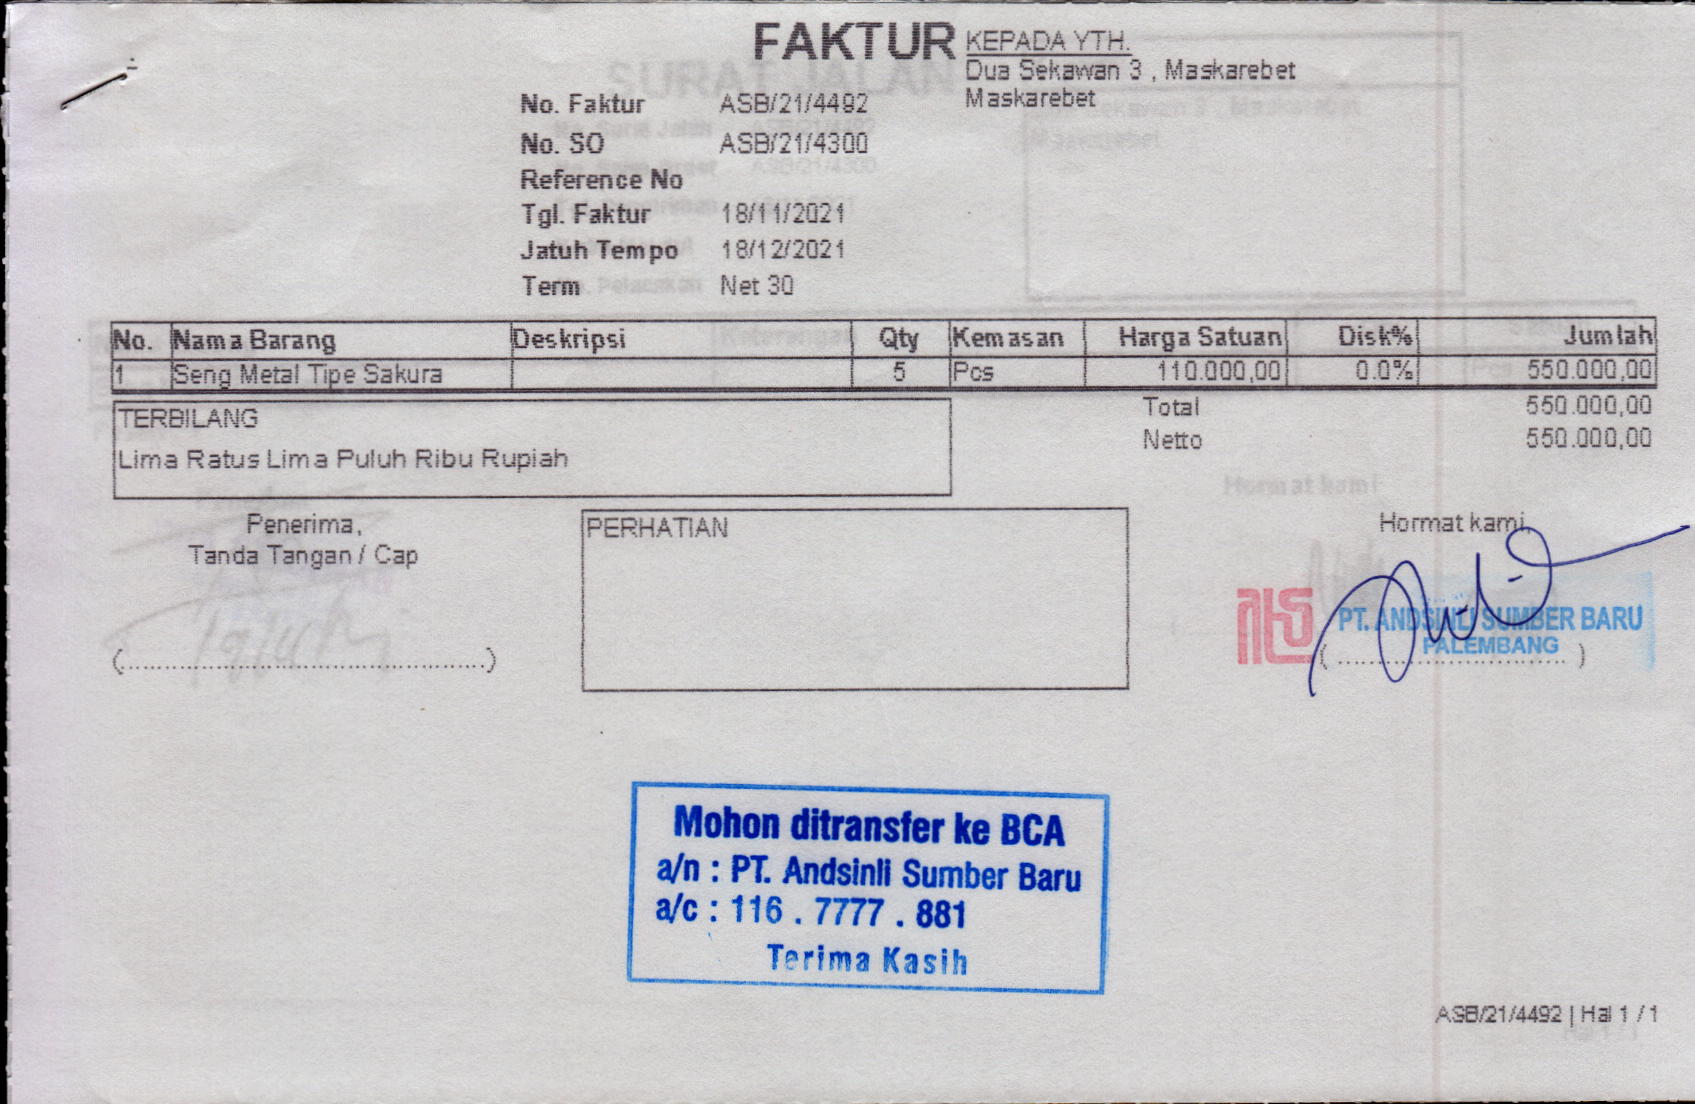 FAKTUR
KEPADA YTH.
Dua Sekawan 3 , Maskarebet
Maskarebet
No. Faktur ASB/21/4492
No. SO ASB/21/4300
Reference No
Tgl. Faktur 18/11/2021
Jatuh Tempo 18/12/2021
Term Net 30
No. Nama Barang Deskripsi Qty Kemasan Harga Satuan Disk% Jumlah
1 Seng Metal Tipe Sakura 5 Pcs 110.000,00 0.0% 550.000,00
Total 550.000,00
Netto 550.000,00
TERBILANG
Lima Ratus Lima Puluh Ribu Rupiah
Penerima,
Tanda Tangan / Cap
(....................................................)
PERHATIAN
Hormat kami,
PT. ANDSINLI SUMBER BARU
PALEMBANG
( ................................ )
Mohon ditransfer ke BCA
a/n : PT. Andsinli Sumber Baru
a/c : 116 . 7777 . 881
Terima Kasih
ASB/21/4492 | Hal 1 / 1